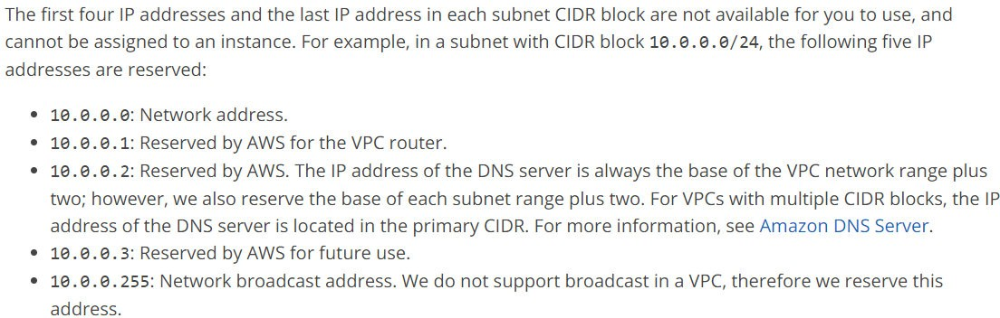 The first four IP addresses and the last IP address in each subnet CIDR block are not available for you to use, and
cannot be assigned to an instance. For example, in a subnet with CIDR block 10.0.0.0/24, the following five IP
addresses are reserved:
• 10.0.0.0: Network address.
• 10.0.0.1: Reserved by AWS for the VPC router.
• 10.0.0.2: Reserved by AWS. The IP address of the DNS server is always the base of the VPC network range plus
two; however, we also reserve the base of each subnet range plus two. For VPCs with multiple CIDR blocks, the IP
address of the DNS server is located in the primary CIDR. For more information, see Amazon DNS Server.
• 10.0.0.3: Reserved by AWS for future use.
• 10.0.0.255: Network broadcast address. We do not support broadcast in a VPC, therefore we reserve this
address.